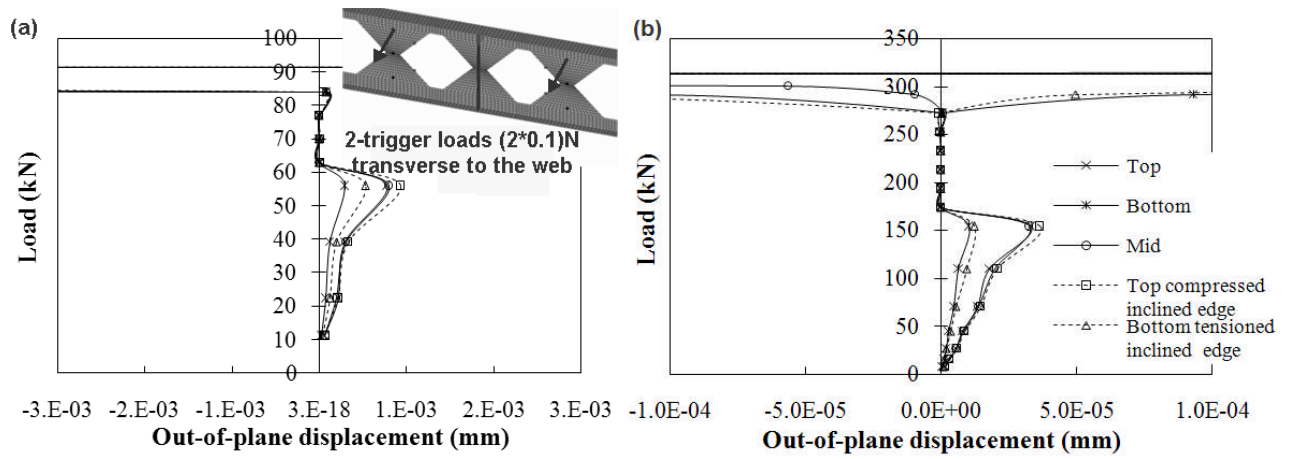 (a)
100
90
80
70
60
50
40
30
20
10
0
Load (kN)
-3.E-03 -2.E-03 -1.E-03 3.E-18 1.E-03 2.E-03 3.E-03
Out-of-plane displacement (mm)
2-trigger loads (2*0.1)N
transverse to the web
(b)
350
300
250
200
150
100
50
0
Load (kN)
-1.0E-04 -5.0E-05 0.0E+00 5.0E-05 1.0E-04
Out-of-plane displacement (mm)
Top
Bottom
Mid
Top compressed
inclined edge
Bottom tensioned
inclined edge